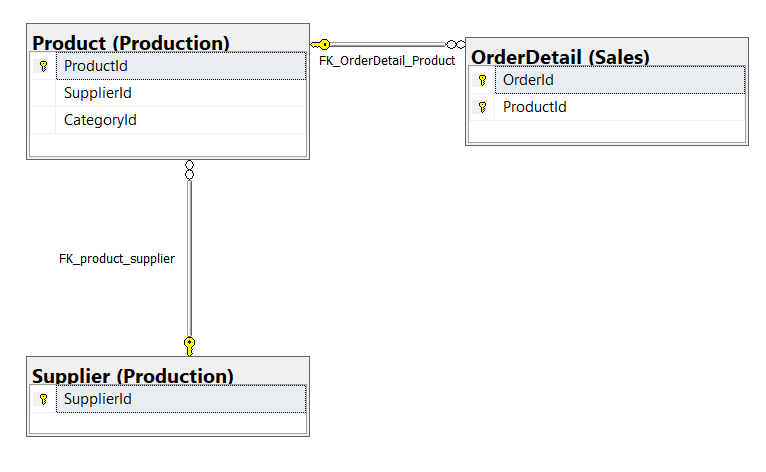 Product (Production)
ProductId
SupplierId
CategoryId
FK_OrderDetail_Product
OrderDetail (Sales)
OrderId
ProductId
FK_product_supplier
Supplier (Production)
SupplierId